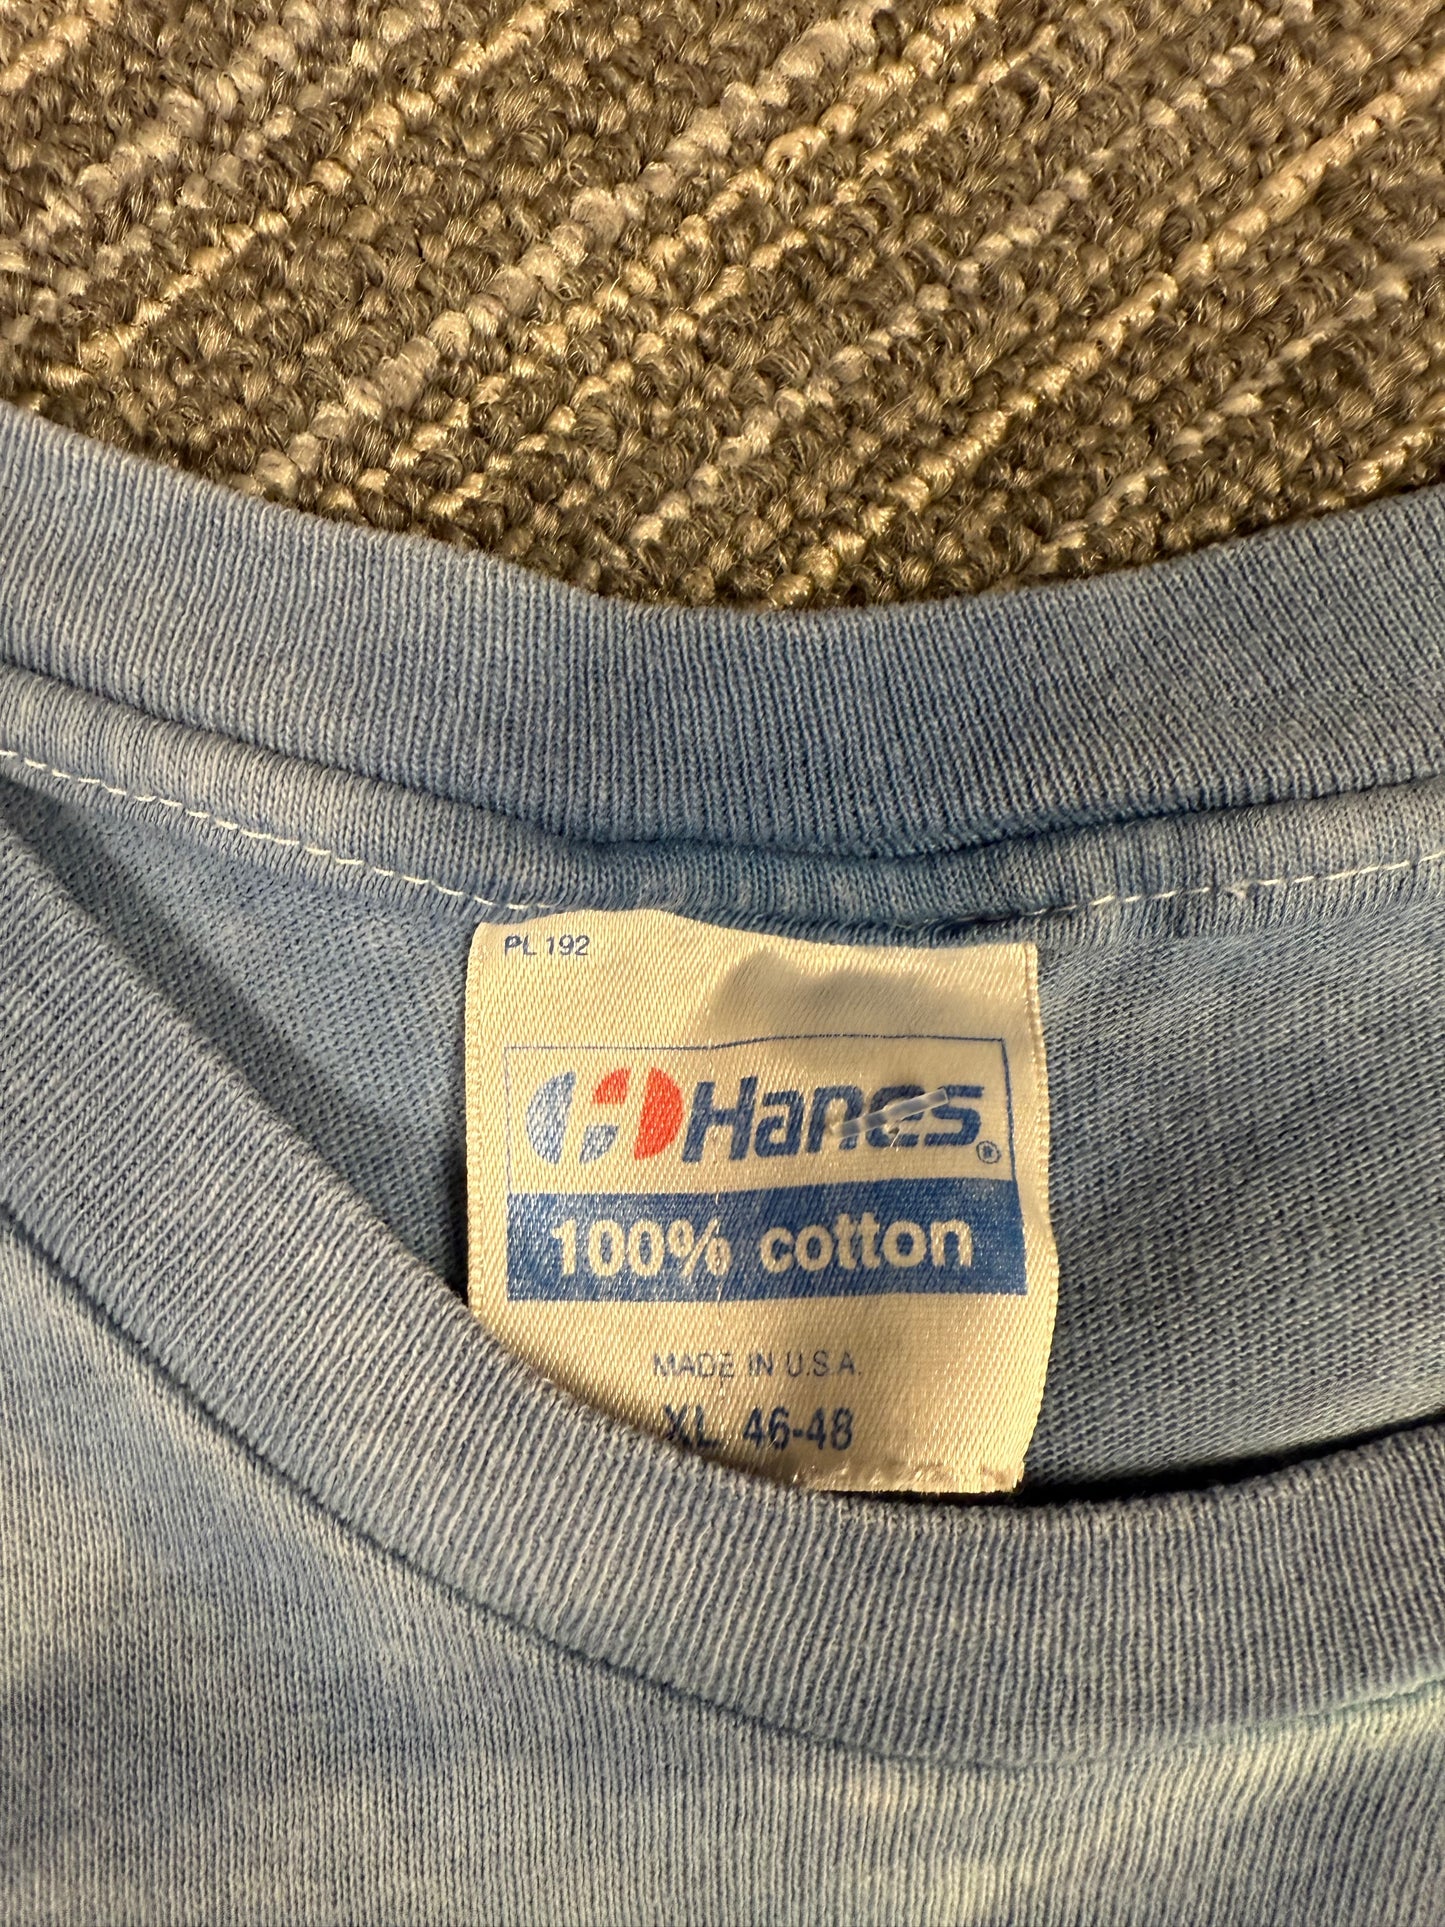 PL 192
Hanes®
100% cotton
MADE IN U.S.A.
XL 46-48